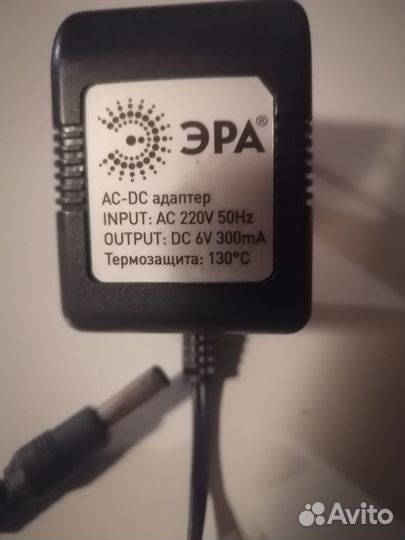 ЭРА®
AC-DC адаптер
INPUT: AC 220V 50Hz
OUTPUT: DC 6V 300mA
Термозащита: 130°C
Avito